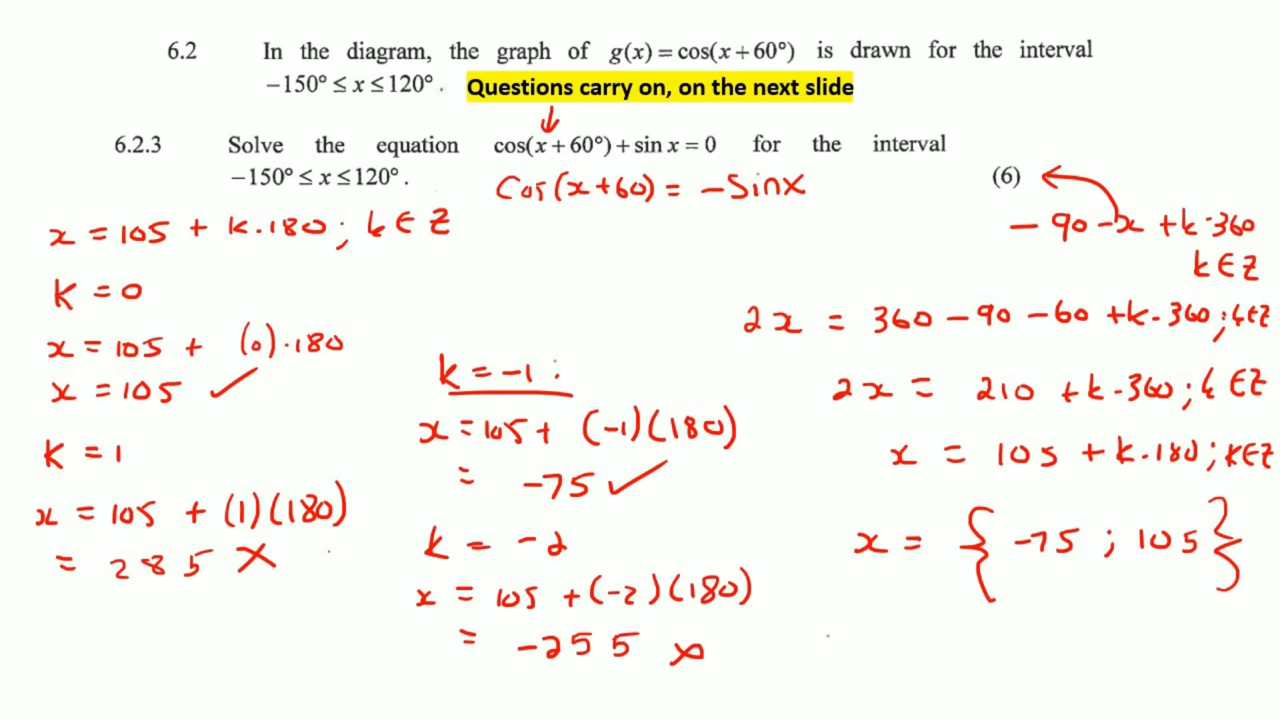 6.2 In the diagram, the graph of g(x) = cos(x + 60°) is drawn for the interval
−150° ≤ x ≤ 120° . Questions carry on, on the next slide
6.2.3 Solve the equation cos(x + 60°) + sin x = 0 for the interval
−150° ≤ x ≤ 120° . (6)
Cos(x+60) = -Sinx
x = 105 + k.180; k ∈ Z
k = 0
x = 105 + (0).180
x = 105 ✓
k = 1
x = 105 + (1)(180)
= 285 ×
k = -1 :
x = 105 + (-1)(180)
= -75 ✓
k = -2
x = 105 + (-2)(180)
= -255 ×
- 90 - x + k.360
k ∈ Z
2x = 360 - 90 - 60 + k.360; k∈Z
2x = 210 + k.360; k ∈ Z
x = 105 + k.180; k∈Z
x = { -75 ; 105 }